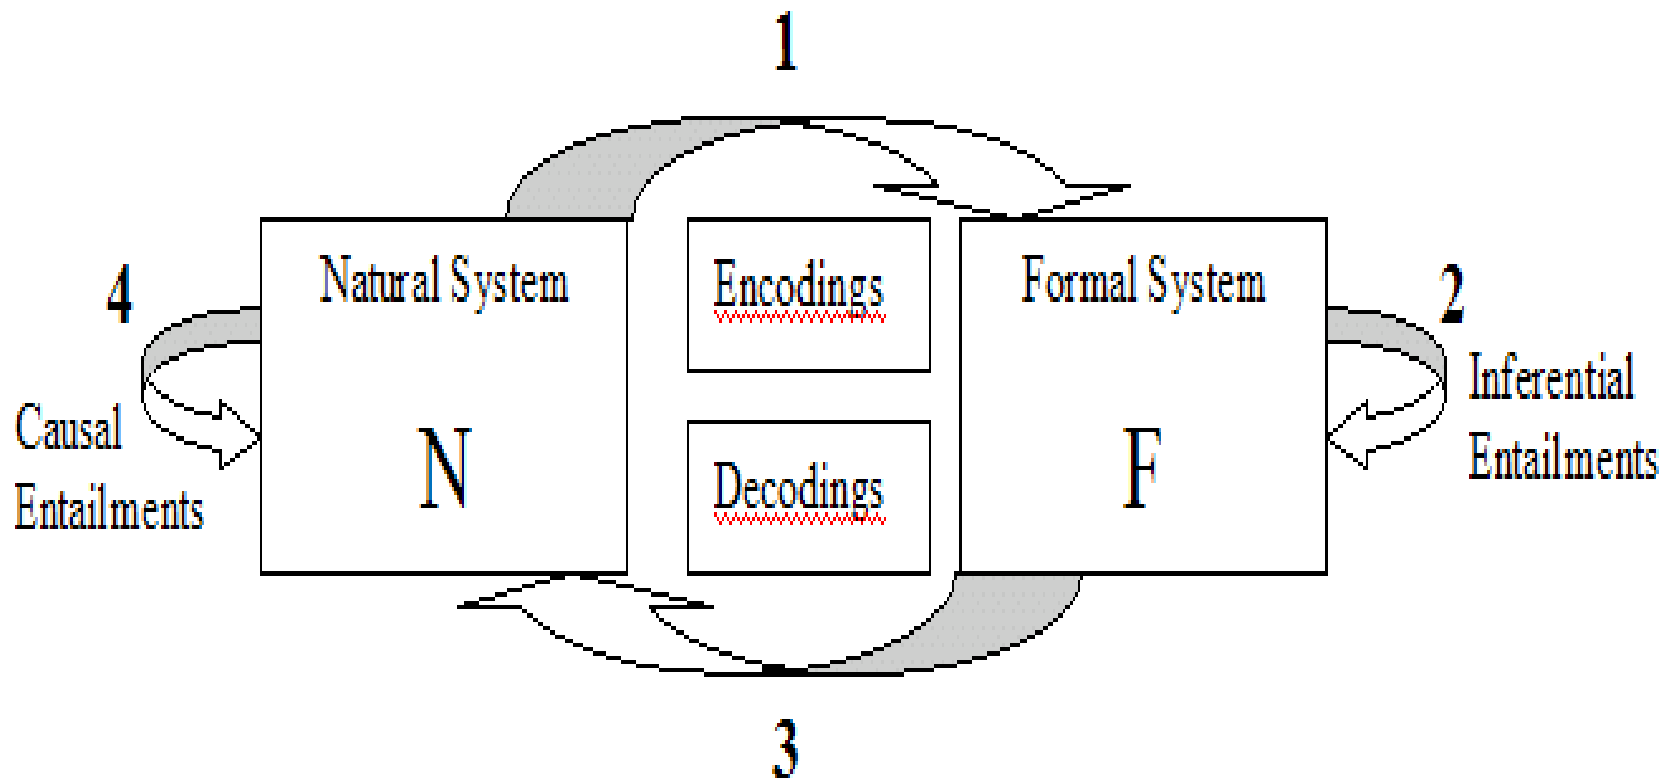 1
Natural System
Encodings
Formal System
4
2
Inferential
Entailments
Causal
Entailments
N
Decodings
F
3